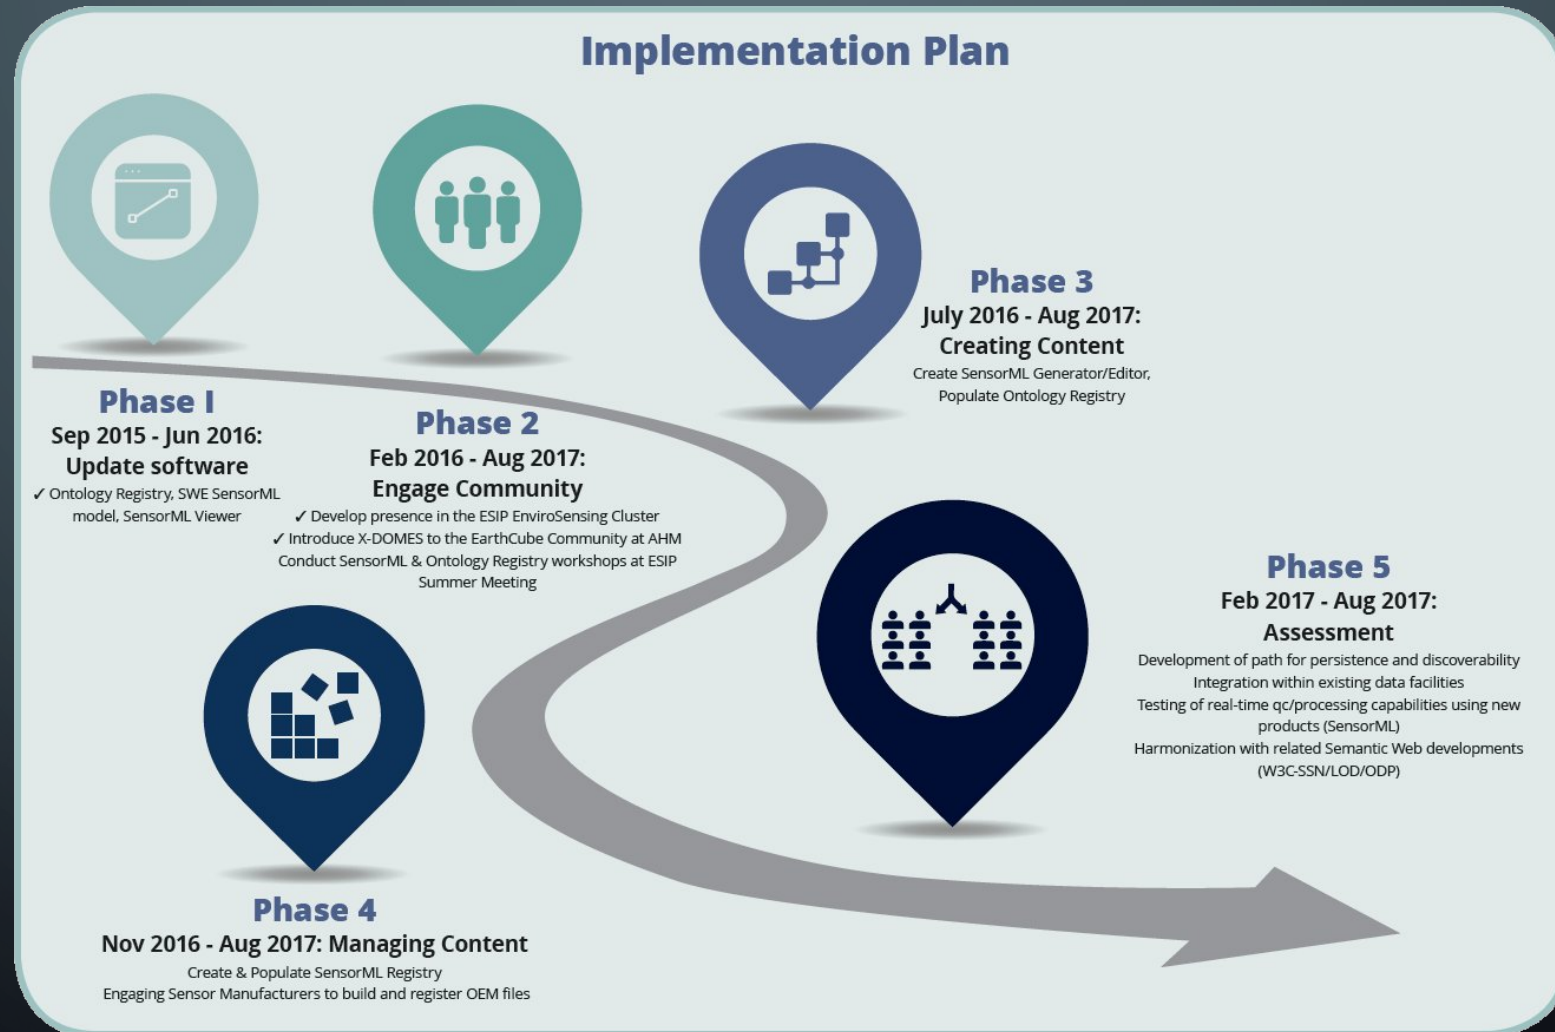 Implementation Plan
Phase I
Sep 2015 - Jun 2016:
Update software
✓ Ontology Registry, SWE SensorML
model, SensorML Viewer
Phase 2
Feb 2016 - Aug 2017:
Engage Community
✓ Develop presence in the ESIP EnviroSensing Cluster
✓ Introduce X-DOMES to the EarthCube Community at AHM
Conduct SensorML & Ontology Registry workshops at ESIP
Summer Meeting
Phase 3
July 2016 - Aug 2017:
Creating Content
Create SensorML Generator/Editor,
Populate Ontology Registry
Phase 4
Nov 2016 - Aug 2017: Managing Content
Create & Populate SensorML Registry
Engaging Sensor Manufacturers to build and register OEM files
Phase 5
Feb 2017 - Aug 2017:
Assessment
Development of path for persistence and discoverability
Integration within existing data facilities
Testing of real-time qc/processing capabilities using new
products (SensorML)
Harmonization with related Semantic Web developments
(W3C-SSN/LOD/ODP)